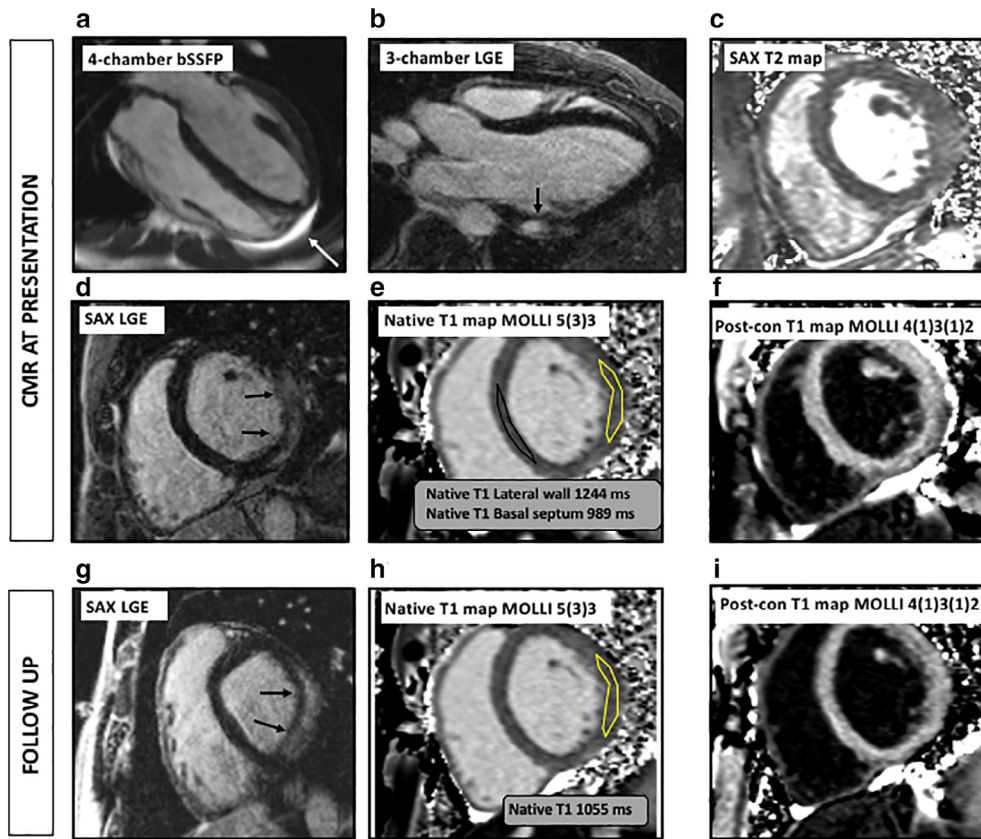 a
b
c
CMR AT PRESENTATION
4-chamber bSSFP
3-chamber LGE
SAX T2 map
d
e
f
SAX LGE
Native T1 map MOLLI 5(3)3
Post-con T1 map MOLLI 4(1)3(1)2
Native T1 Lateral wall 1244 ms
Native T1 Basal septum 989 ms
g
h
i
FOLLOW UP
SAX LGE
Native T1 map MOLLI 5(3)3
Post-con T1 map MOLLI 4(1)3(1)2
Native T1 1055 ms